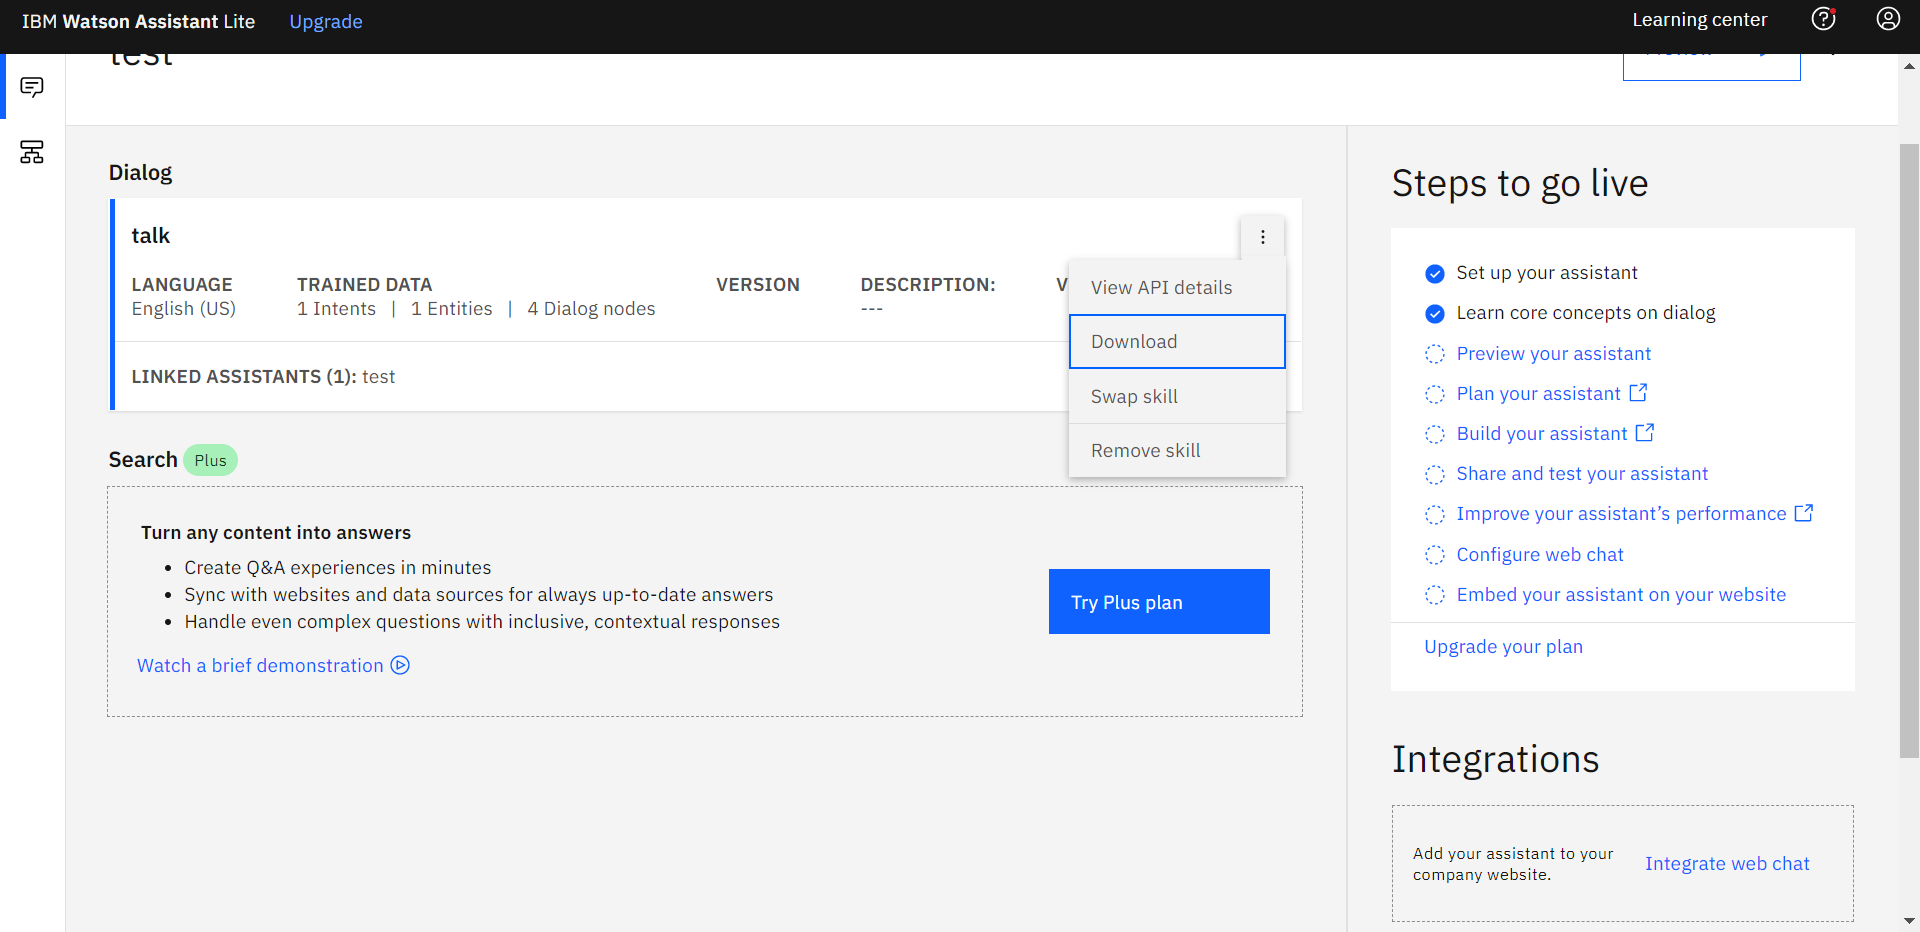 IBM Watson Assistant Lite
Upgrade
Learning center
test
Dialog
talk
LANGUAGE
English (US)
TRAINED DATA
1 Intents | 1 Entities | 4 Dialog nodes
VERSION
DESCRIPTION:
---
V
LINKED ASSISTANTS (1): test
View API details
Download
Swap skill
Remove skill
Search Plus
Turn any content into answers
• Create Q&A experiences in minutes
• Sync with websites and data sources for always up-to-date answers
• Handle even complex questions with inclusive, contextual responses
Watch a brief demonstration
Try Plus plan
Steps to go live
Set up your assistant
Learn core concepts on dialog
Preview your assistant
Plan your assistant
Build your assistant
Share and test your assistant
Improve your assistant’s performance
Configure web chat
Embed your assistant on your website
Upgrade your plan
Integrations
Add your assistant to your
company website.
Integrate web chat